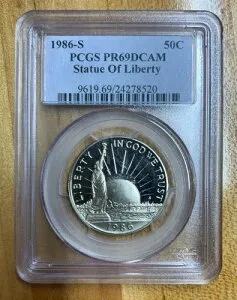 1986-S 50C
PCGS PR69DCAM
Statue Of Liberty
9619.69/24278520
LIBERTY
IN GOD WE TRUST
1986